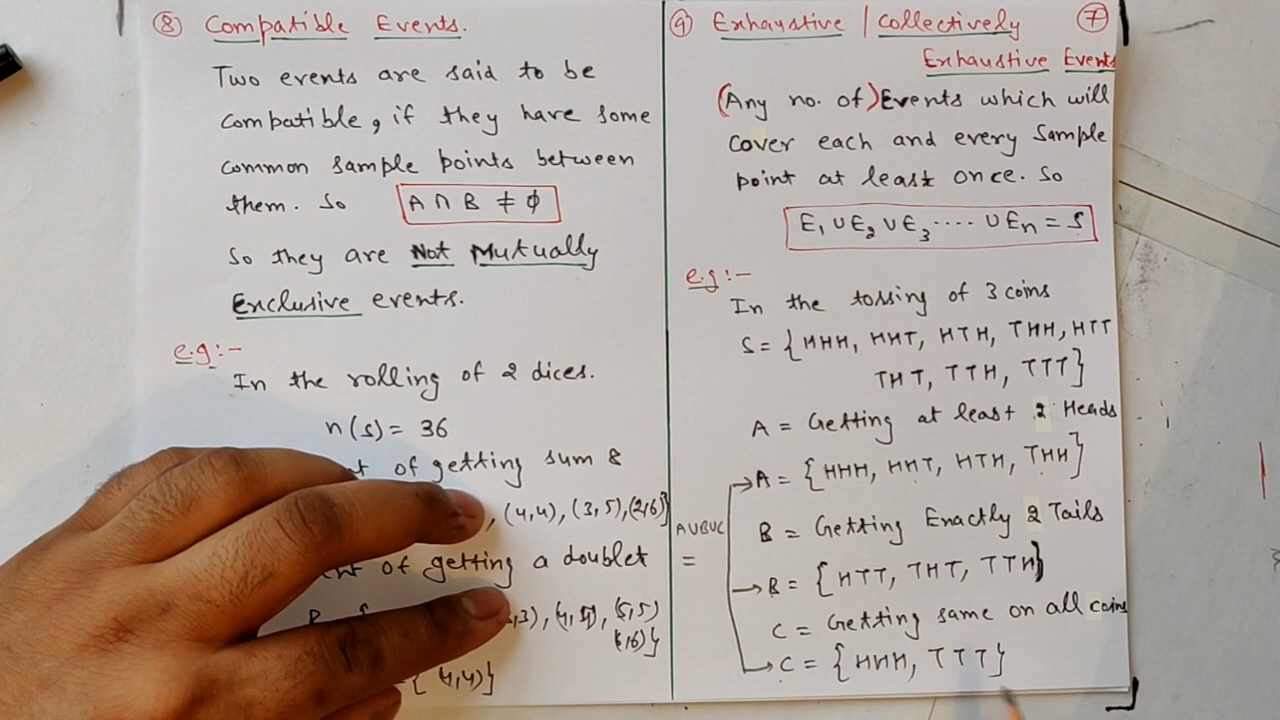 ⑧ Compatible Events.
Two events are said to be
compatible, if they have some
common sample points between
them. So A ∩ B ≠ ϕ
So they are Not Mutually
Exclusive events.
e.g:-
In the rolling of 2 dices.
n(s) = 36
of getting sum 8
, (4,4), (3,5), (2,6)}
of getting a doublet
(5,5)
(4,4)}
⑨ Exhaustive / Collectively ⑦
Exhaustive Events
(Any no. of) Events which will
cover each and every sample
point at least once. So
E₁ ∪ E₂ ∪ E₃ ..... ∪ Eₙ = S
e.g:-
In the tossing of 3 coins
S = {HHH, HHT, HTH, THH, HTT
THT, TTH, TTT}
A = Getting at least 2 Heads
A = {HHH, HHT, HTH, THH}
B = Getting Exactly 2 Tails
AUBUC
=
B = {HTT, THT, TTH}
C = Getting same on all coins
C = {HHH, TTT}